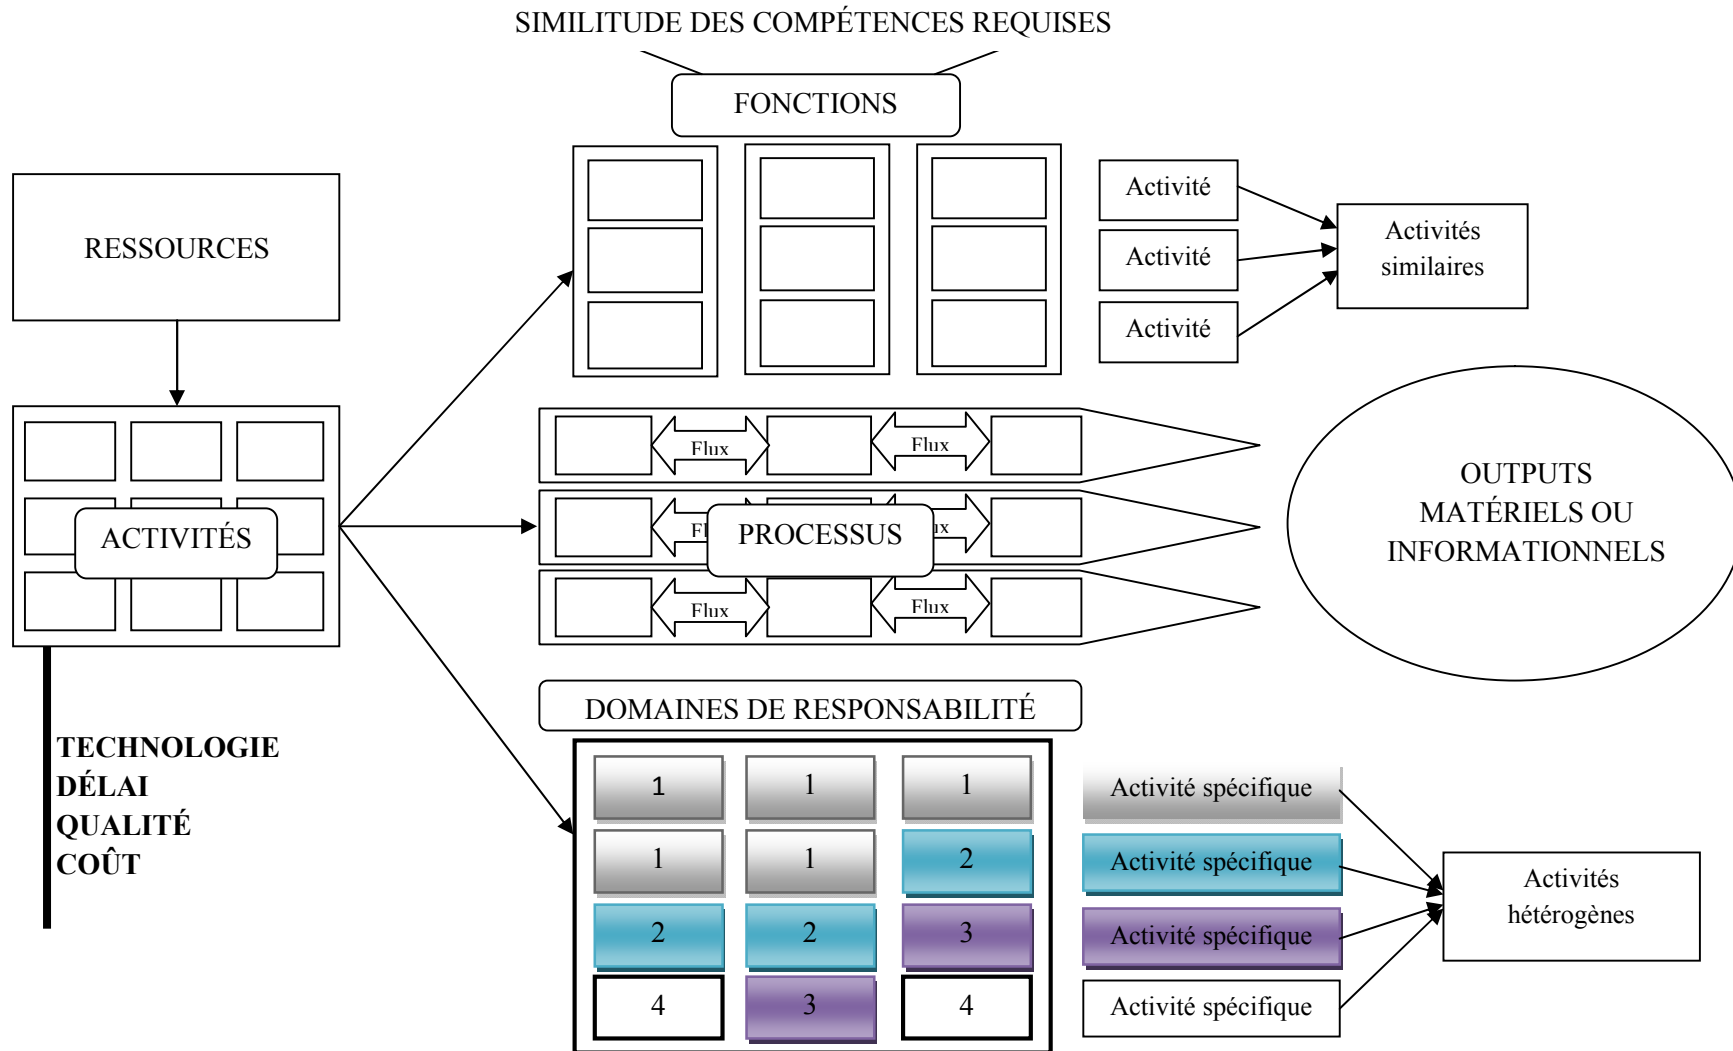 SIMILITUDE DES COMPÉTENCES REQUISES
FONCTIONS
RESSOURCES
Activité
Activité
Activité
Activités
similaires
ACTIVITÉS
Flux
Flux
Flux
PROCESSUS
Flux
Flux
OUTPUTS
MATÉRIELS OU
INFORMATIONNELS
TECHNOLOGIE
DÉLAI
QUALITÉ
COÛT
DOMAINES DE RESPONSABILITÉ
1 1 1
1 1 2
2 2 3
4 3 4
Activité spécifique
Activité spécifique
Activité spécifique
Activité spécifique
Activités
hétérogènes